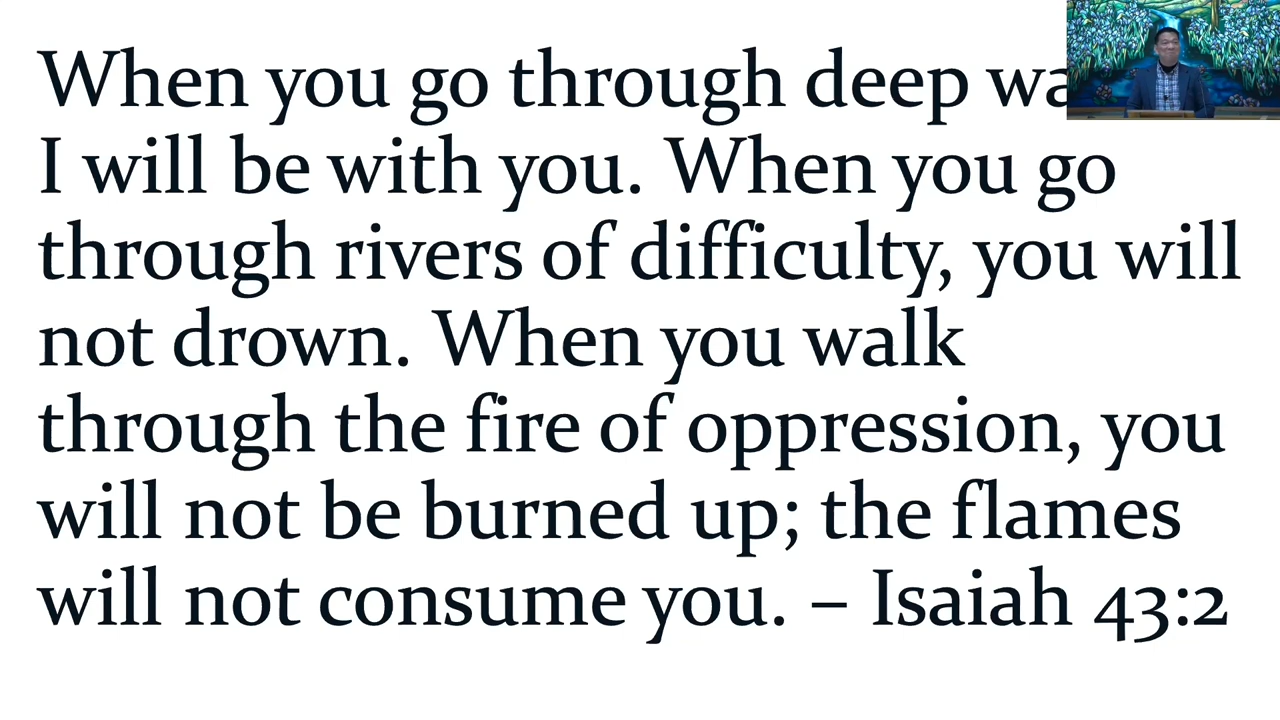 When you go through deep
I will be with you. When you go
through rivers of difficulty, you will
not drown. When you walk
through the fire of oppression, you
will not be burned up; the flames
will not consume you. – Isaiah 43:2